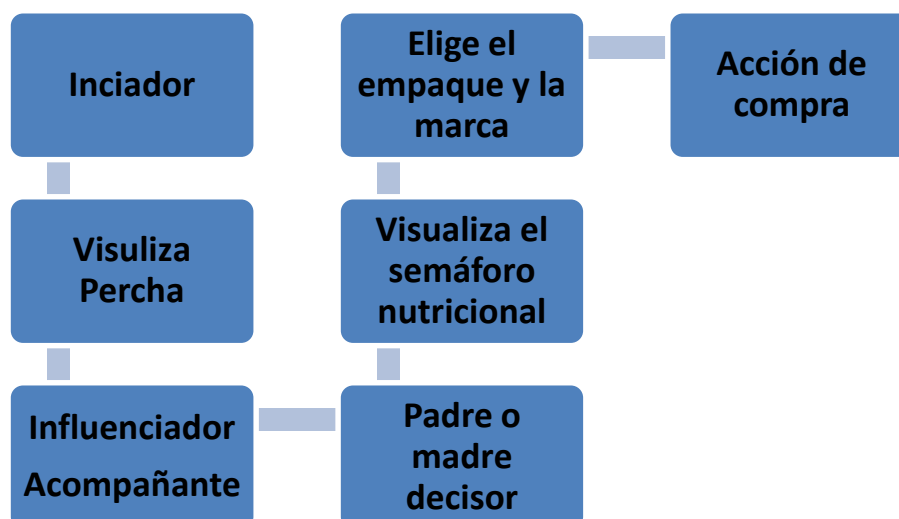 Inciador
Visuliza
Percha
Influenciador
Acompañante
Padre o
madre
decisor
Visualiza el
semáforo
nutricional
Elige el
empaque y la
marca
Acción de
compra